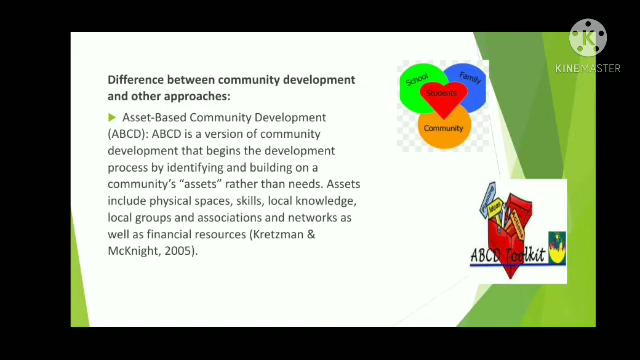 Difference between community development
and other approaches:
Asset-Based Community Development
(ABCD): ABCD is a version of community
development that begins the development
process by identifying and building on a
community's “assets” rather than needs. Assets
include physical spaces, skills, local knowledge,
local groups and associations and networks as
well as financial resources (Kretzman &
McKnight, 2005).
School
Family
Students
Community
ABCD Toolkit
K
KINEMASTER